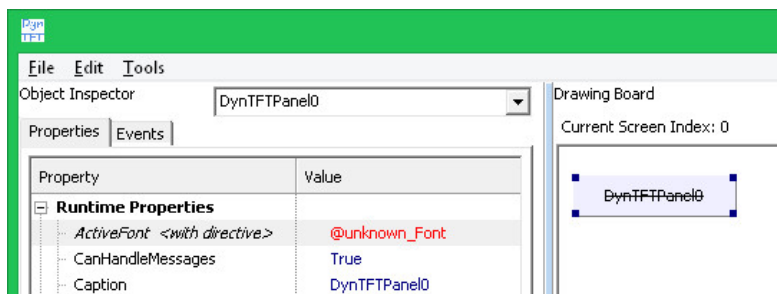 Dyn
TFT
File Edit Tools
Object Inspector
DynTFTPanel0
Properties Events
Property Value
Runtime Properties
ActiveFont <with directive> @unknown_Font
CanHandleMessages True
Caption DynTFTPanel0
Drawing Board
Current Screen Index: 0
DynTFTPanel0